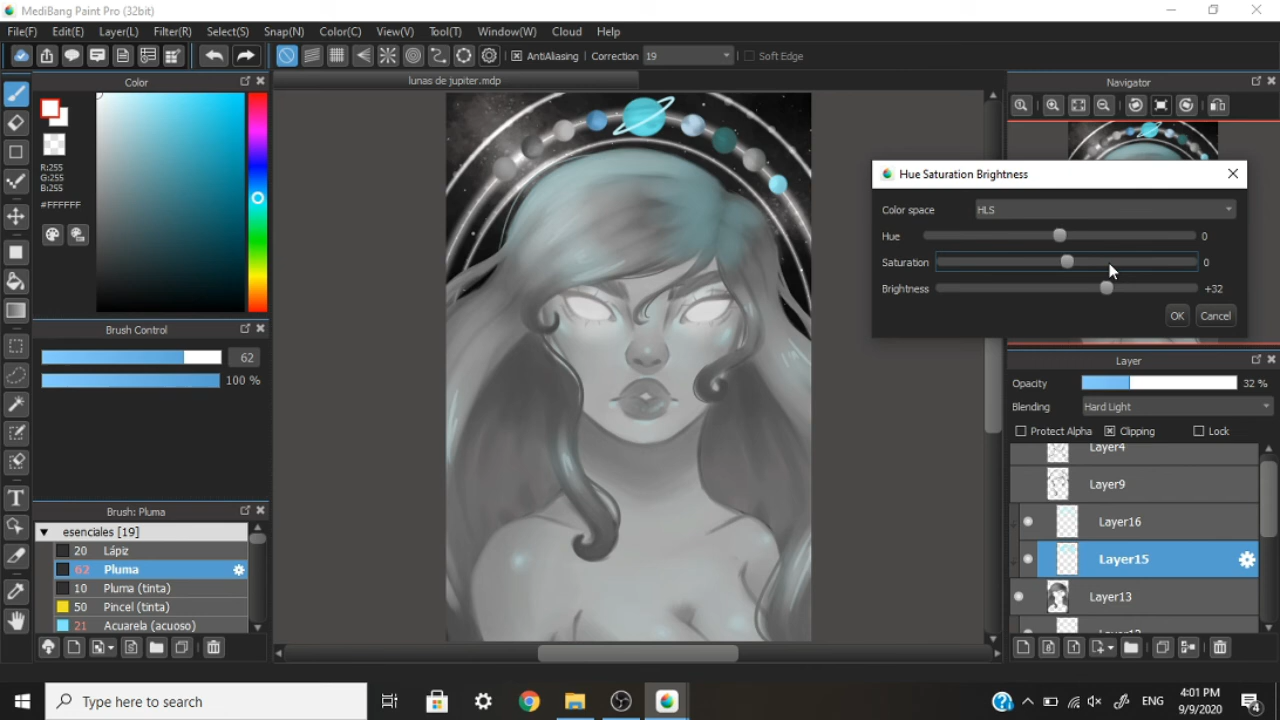 MediBang Paint Pro (32bit)
File(F) Edit(E) Layer(L) Filter(R) Select(S) Snap(N) Color(C) View(V) Tool(T) Window(W) Cloud Help
AntiAliasing Correction 19 Soft Edge
Color
lunas de jupiter.mdp
Navigator
R:255
G:255
B:255
#FFFFFF
Hue Saturation Brightness
Color space HLS
Hue 0
Saturation 0
Brightness +32
OK Cancel
Brush Control
62
100 %
Layer
Opacity 32 %
Blending Hard Light
Protect Alpha Clipping Lock
Layer4
Layer9
Layer16
Layer15
Layer13
Brush: Pluma
esenciales [19]
20 Lápiz
62 Pluma
10 Pluma (tinta)
50 Pincel (tinta)
21 Acuarela (acuoso)
Type here to search
ENG
4:01 PM
9/9/2020
4